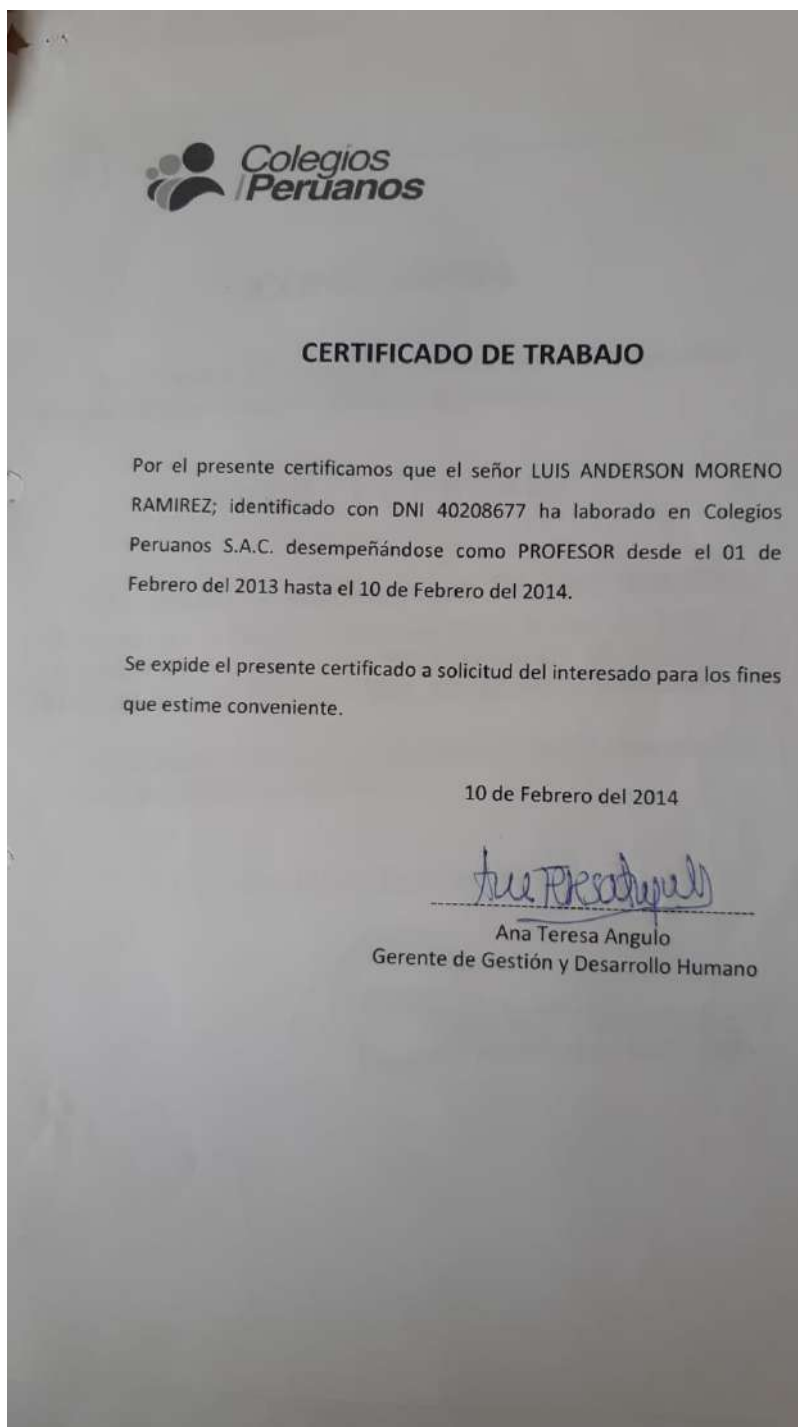 Colegios
Peruanos
CERTIFICADO DE TRABAJO
Por el presente certificamos que el señor LUIS ANDERSON MORENO
RAMIREZ; identificado con DNI 40208677 ha laborado en Colegios
Peruanos S.A.C. desempeñándose como PROFESOR desde el 01 de
Febrero del 2013 hasta el 10 de Febrero del 2014.
Se expide el presente certificado a solicitud del interesado para los fines
que estime conveniente.
10 de Febrero del 2014
Ana Teresa Angulo
Gerente de Gestión y Desarrollo Humano